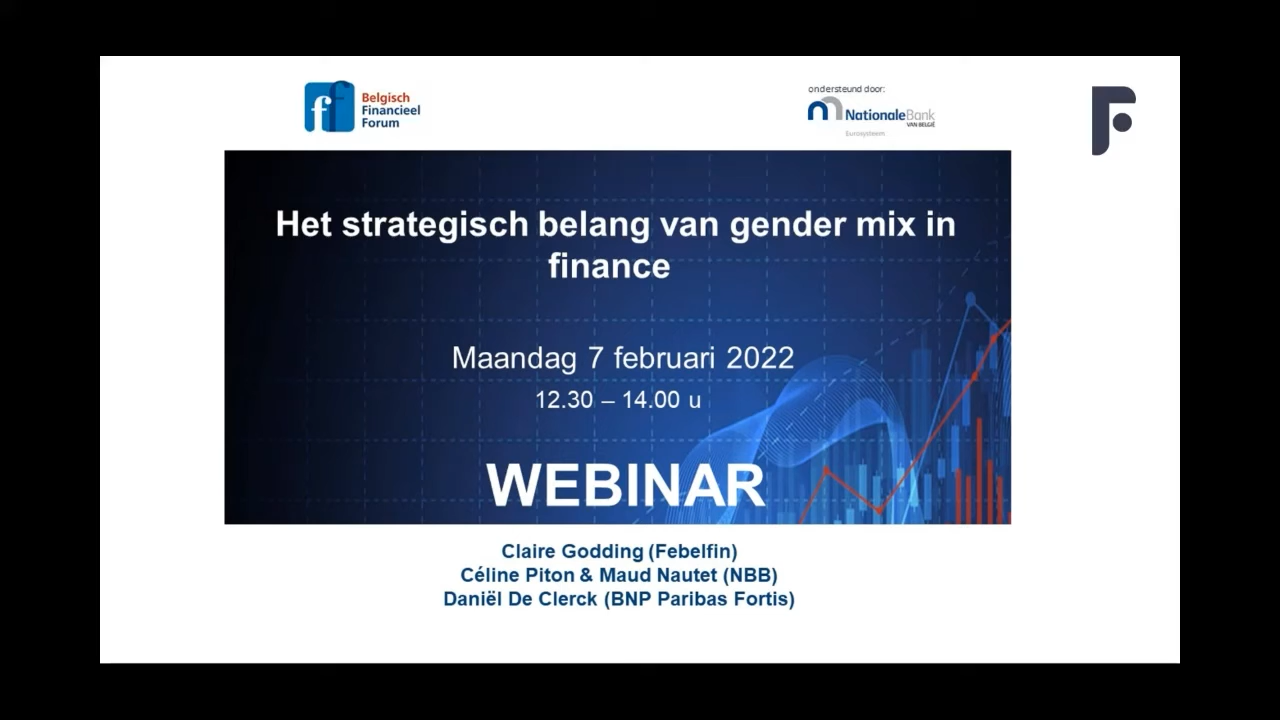 ff
Belgisch
Financieel
Forum
ondersteund door:
NationaleBank
VAN BELGIË
Eurosysteem
F
Het strategisch belang van gender mix in
finance
Maandag 7 februari 2022
12.30 – 14.00 u
WEBINAR
Claire Godding (Febelfin)
Céline Piton & Maud Nautet (NBB)
Daniël De Clerck (BNP Paribas Fortis)